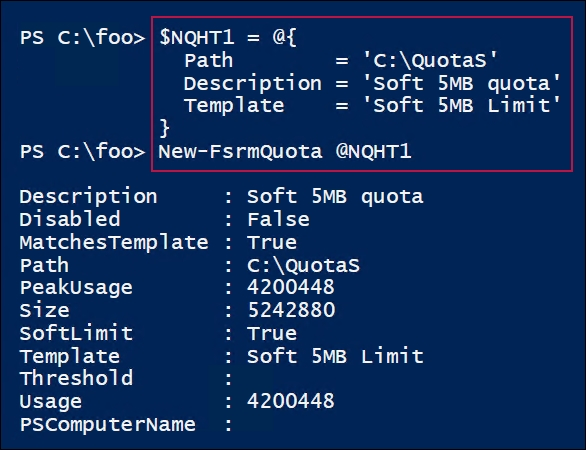 PS C:\foo> $NQHT1 = @{
  Path        = 'C:\QuotaS'
  Description = 'Soft 5MB quota'
  Template    = 'Soft 5MB Limit'
}
PS C:\foo> New-FsrmQuota @NQHT1
Description     : Soft 5MB quota
Disabled        : False
MatchesTemplate : True
Path            : C:\QuotaS
PeakUsage       : 4200448
Size            : 5242880
SoftLimit       : True
Template        : Soft 5MB Limit
Threshold       :
Usage           : 4200448
PSComputerName  :